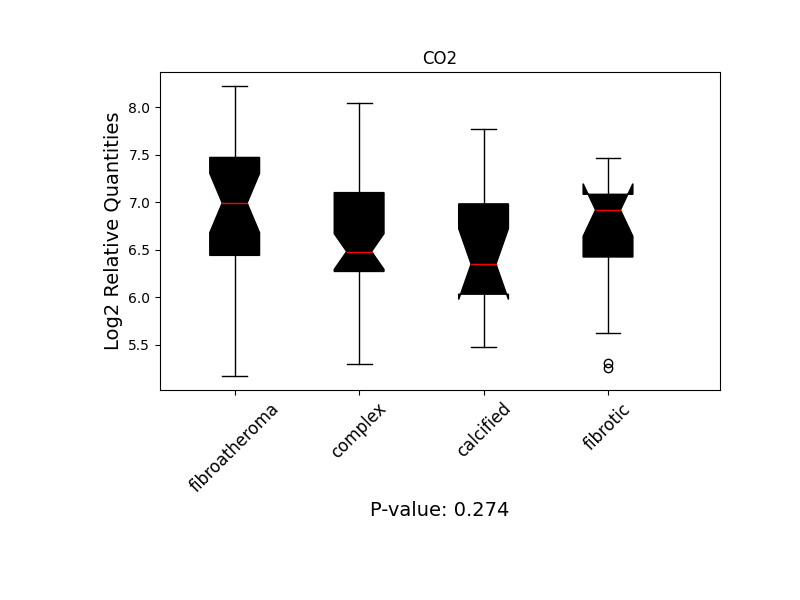 CO2
Log2 Relative Quantities
8.0
7.5
7.0
6.5
6.0
5.5
fibroatheroma
complex
calcified
fibrotic
P-value: 0.274